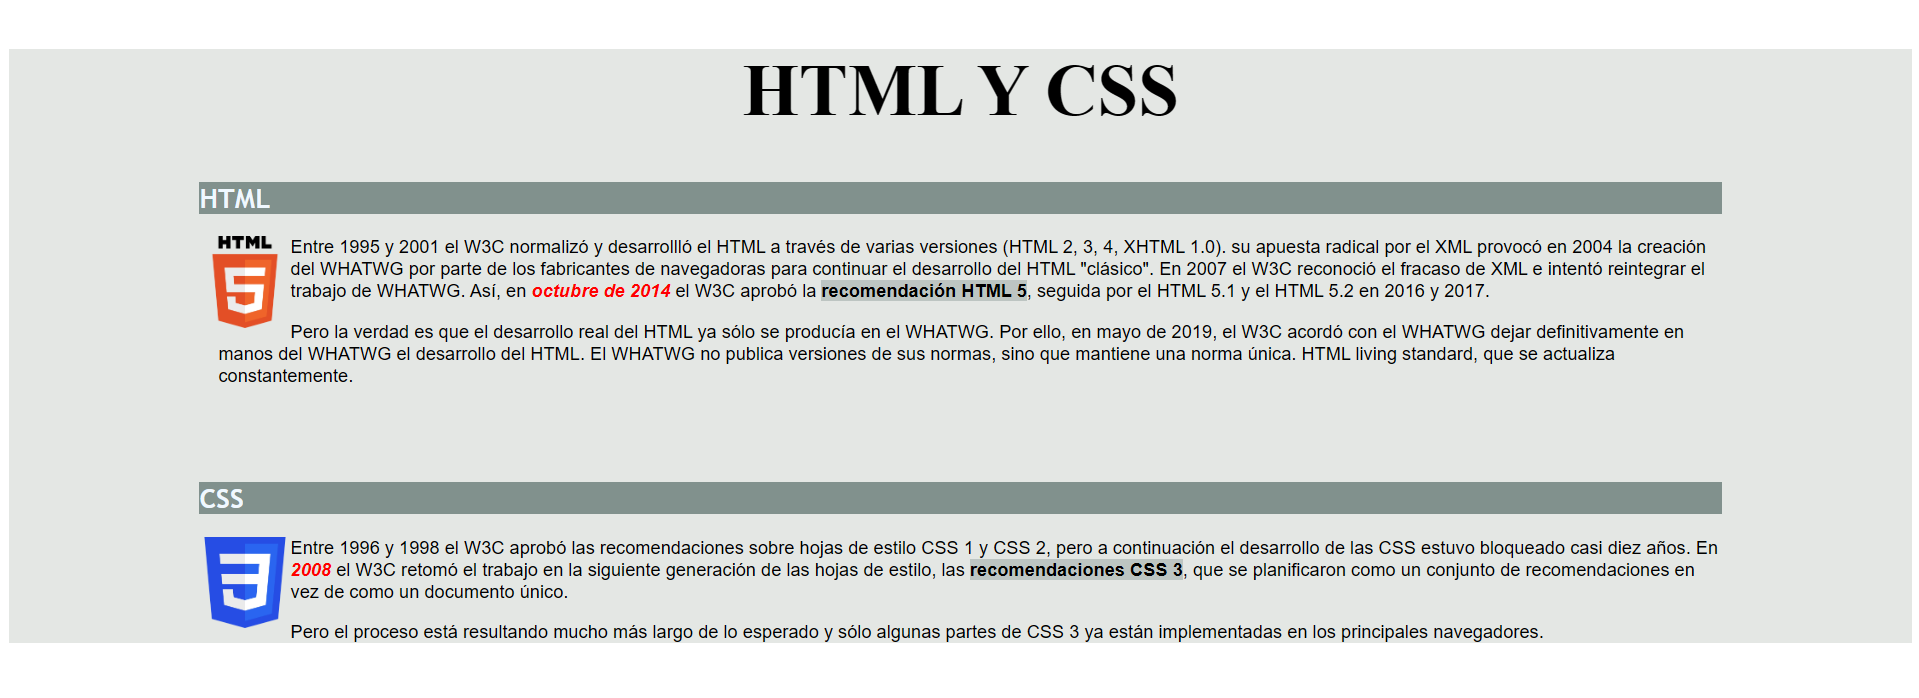 HTML Y CSS
HTML
HTML
5
Entre 1995 y 2001 el W3C normalizó y desarrollló el HTML a través de varias versiones (HTML 2, 3, 4, XHTML 1.0). su apuesta radical por el XML provocó en 2004 la creación
del WHATWG por parte de los fabricantes de navegadoras para continuar el desarrollo del HTML "clásico". En 2007 el W3C reconoció el fracaso de XML e intentó reintegrar el
trabajo de WHATWG. Así, en octubre de 2014 el W3C aprobó la recomendación HTML 5, seguida por el HTML 5.1 y el HTML 5.2 en 2016 y 2017.
Pero la verdad es que el desarrollo real del HTML ya sólo se producía en el WHATWG. Por ello, en mayo de 2019, el W3C acordó con el WHATWG dejar definitivamente en
manos del WHATWG el desarrollo del HTML. El WHATWG no publica versiones de sus normas, sino que mantiene una norma única. HTML living standard, que se actualiza
constantemente.
CSS
3
Entre 1996 y 1998 el W3C aprobó las recomendaciones sobre hojas de estilo CSS 1 y CSS 2, pero a continuación el desarrollo de las CSS estuvo bloqueado casi diez años. En
2008 el W3C retomó el trabajo en la siguiente generación de las hojas de estilo, las recomendaciones CSS 3, que se planificaron como un conjunto de recomendaciones en
vez de como un documento único.
Pero el proceso está resultando mucho más largo de lo esperado y sólo algunas partes de CSS 3 ya están implementadas en los principales navegadores.